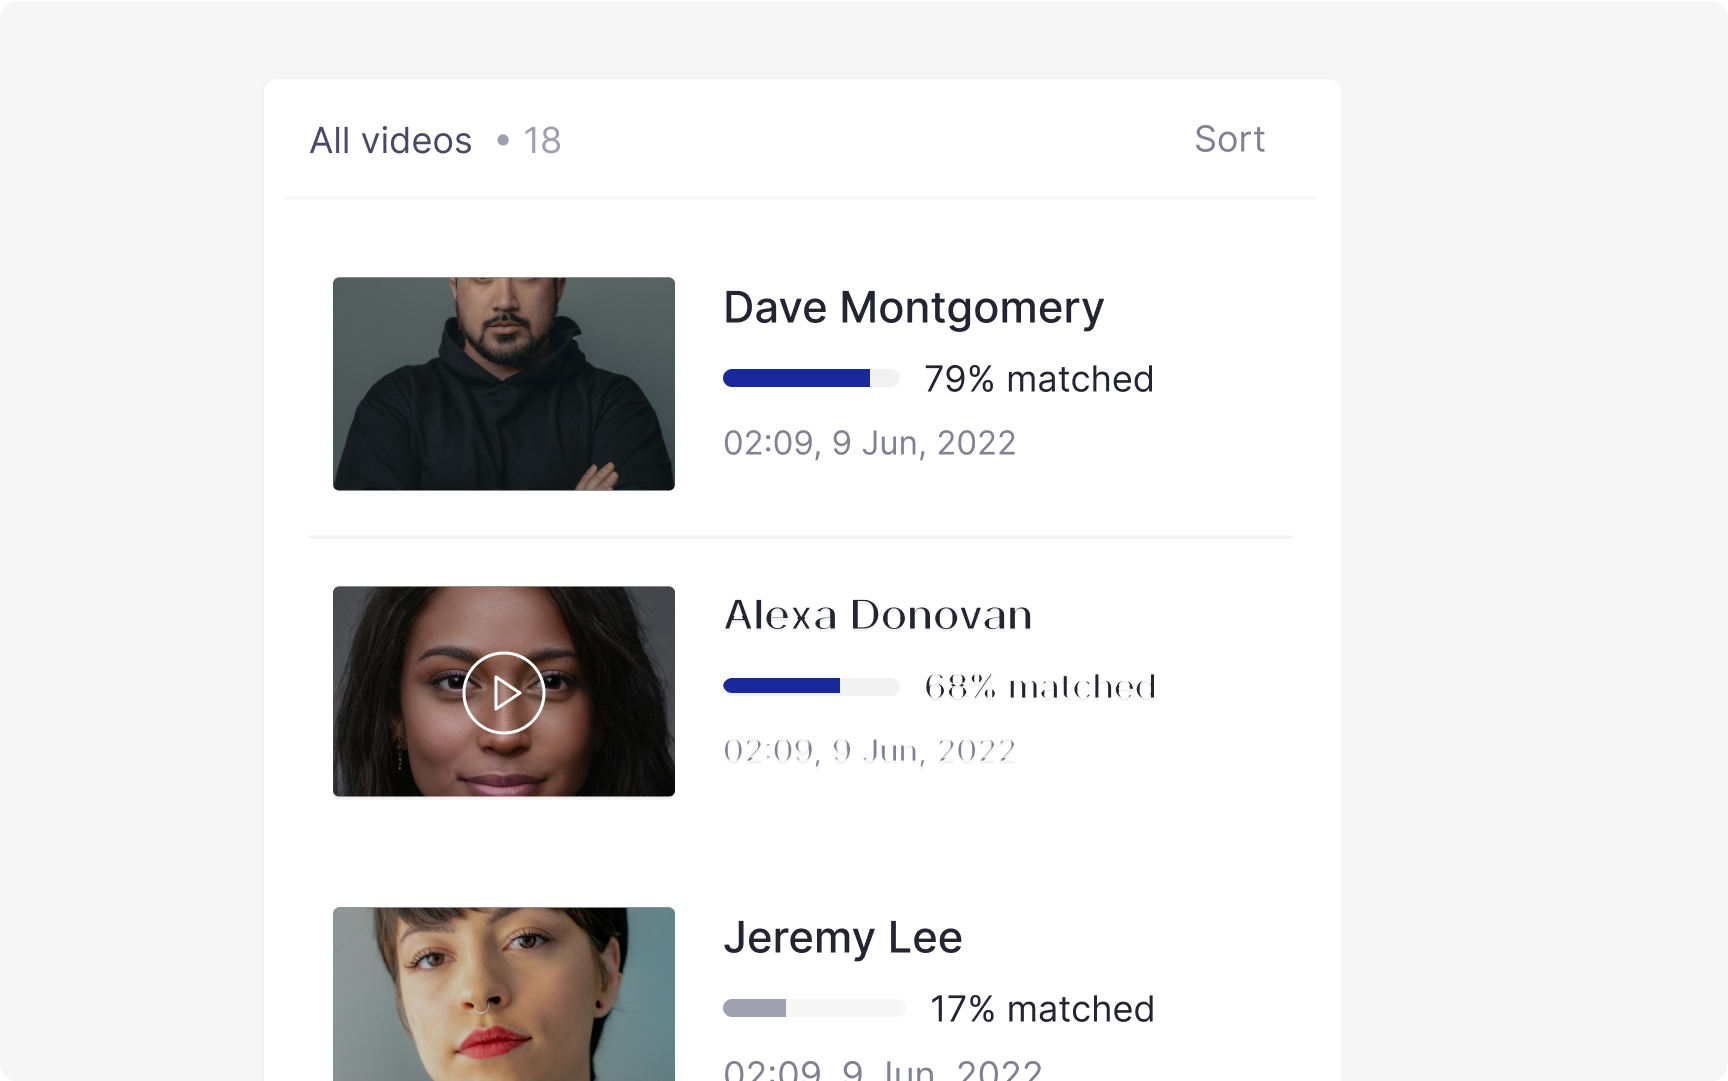 All videos • 18
Sort
Dave Montgomery
79% matched
02:09, 9 Jun, 2022
Alexa Donovan
68% matched
02:09, 9 Jun, 2022
Jeremy Lee
17% matched
02:09, 9 Jun, 2022